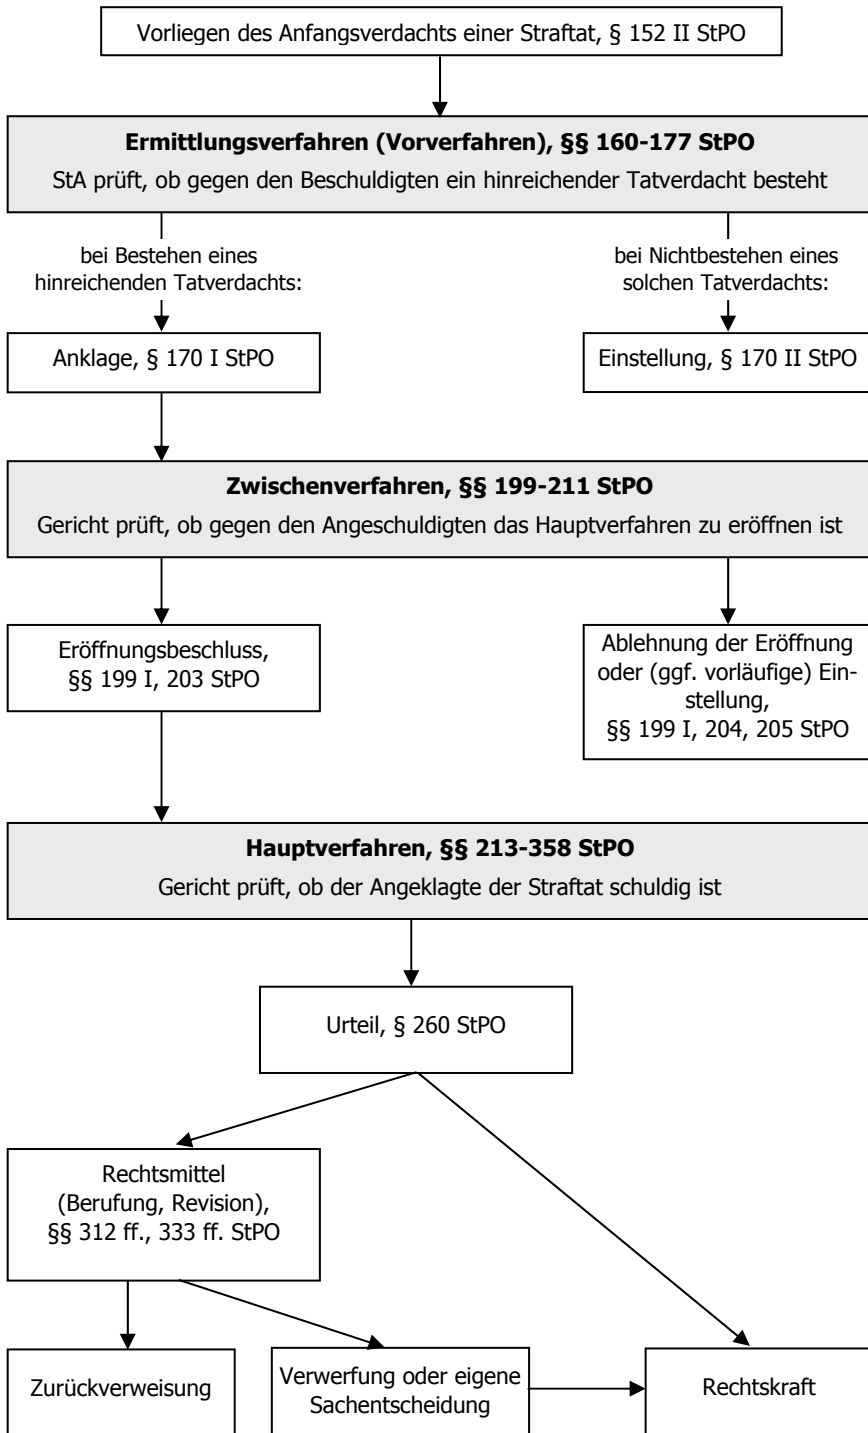 Vorliegen des Anfangsverdachts einer Straftat, § 152 II StPO
Ermittlungsverfahren (Vorverfahren), §§ 160-177 StPO
StA prüft, ob gegen den Beschuldigten ein hinreichender Tatverdacht besteht
bei Bestehen eines
hinreichenden Tatverdachts:
bei Nichtbestehen eines
solchen Tatverdachts:
Anklage, § 170 I StPO
Einstellung, § 170 II StPO
Zwischenverfahren, §§ 199-211 StPO
Gericht prüft, ob gegen den Angeschuldigten das Hauptverfahren zu eröffnen ist
Eröffnungsbeschluss,
§§ 199 I, 203 StPO
Ablehnung der Eröffnung
oder (ggf. vorläufige) Ein-
stellung,
§§ 199 I, 204, 205 StPO
Hauptverfahren, §§ 213-358 StPO
Gericht prüft, ob der Angeklagte der Straftat schuldig ist
Urteil, § 260 StPO
Rechtsmittel
(Berufung, Revision),
§§ 312 ff., 333 ff. StPO
Zurückverweisung
Verwerfung oder eigene
Sachentscheidung
Rechtskraft